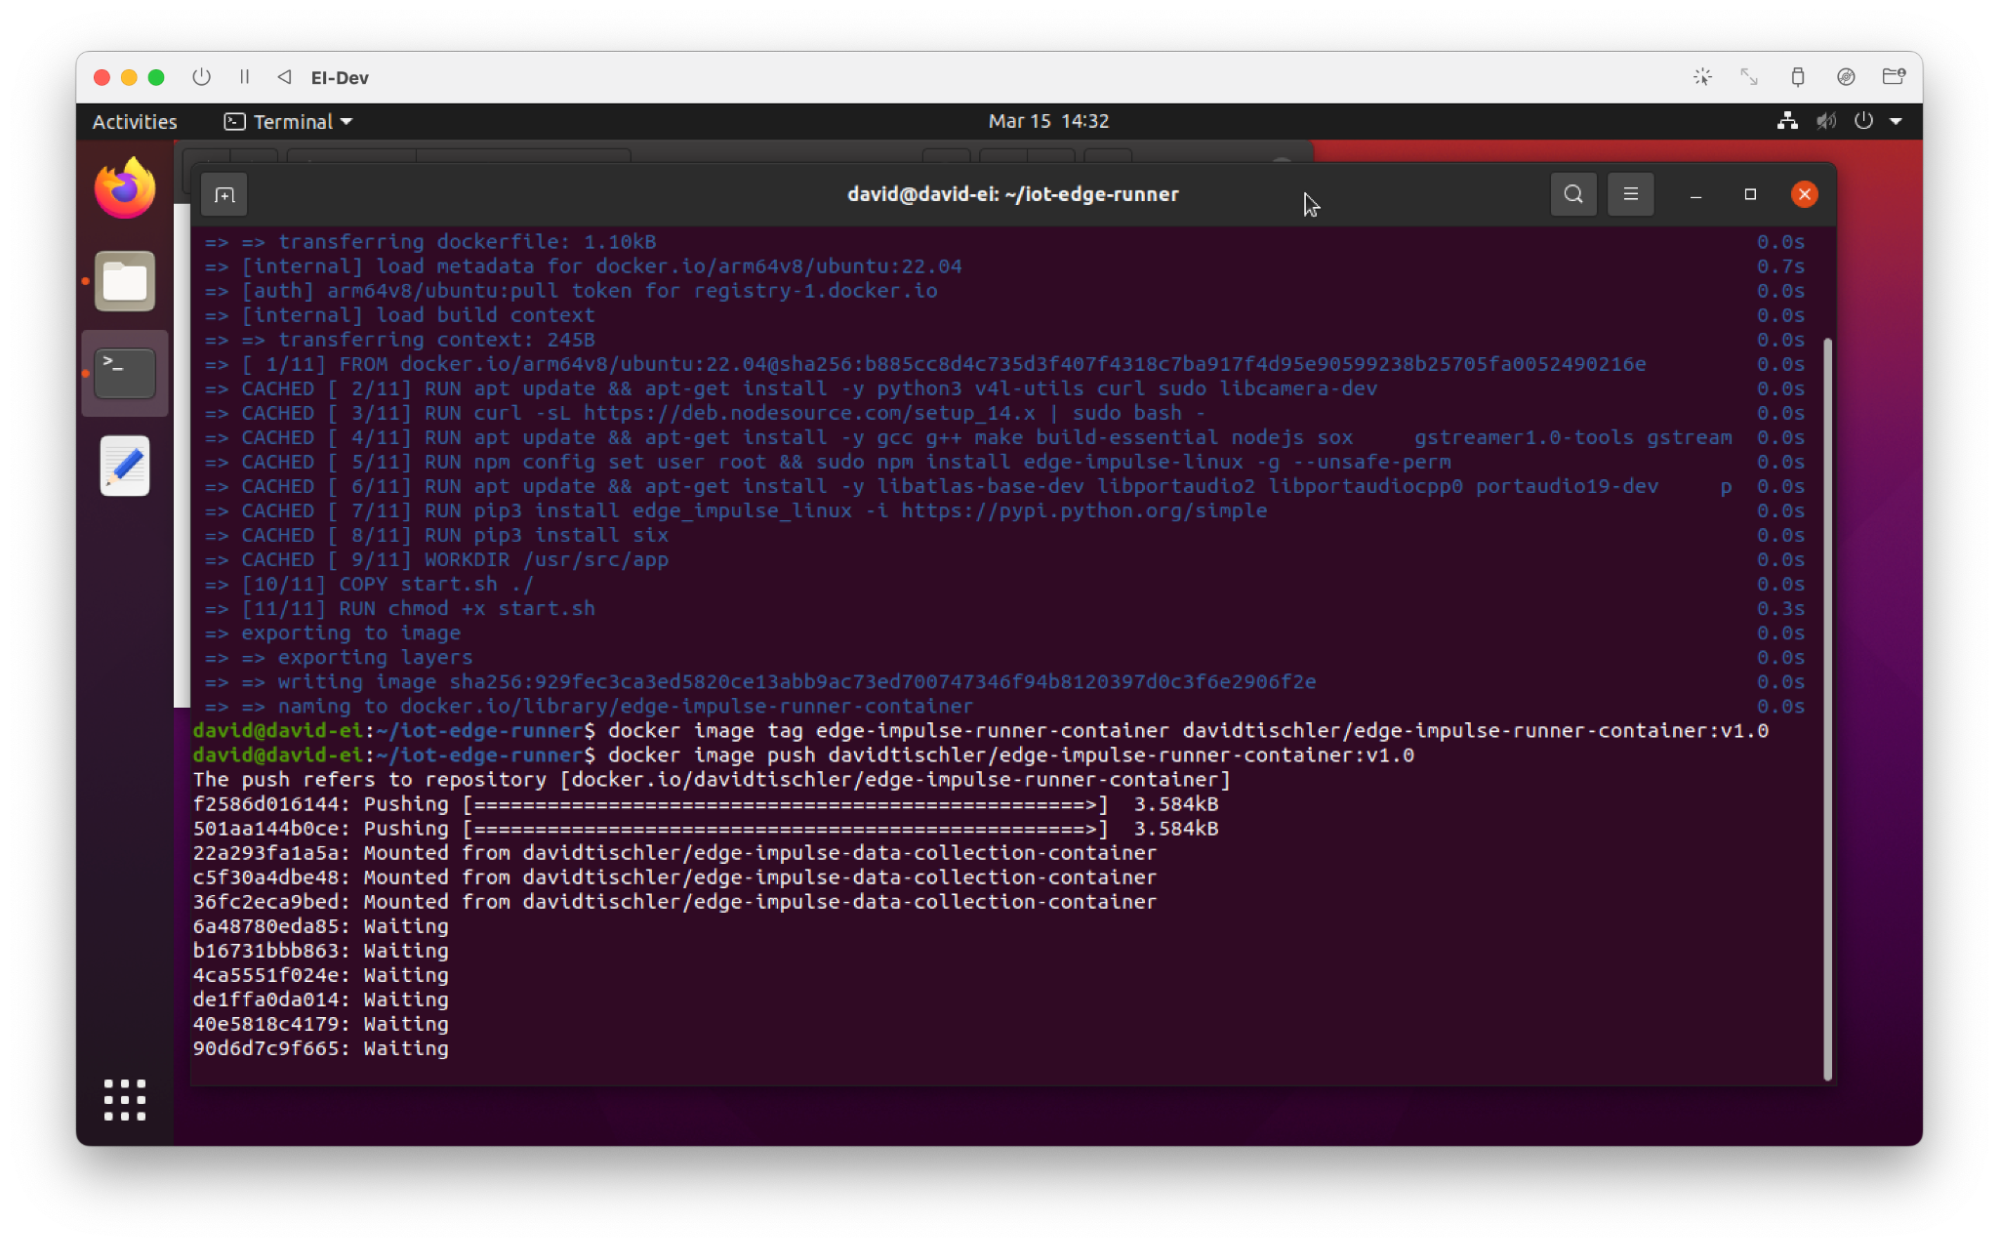 EI-Dev
Activities
Terminal
Mar 15 14:32
david@david-ei: ~/iot-edge-runner
=> => transferring dockerfile: 1.10kB 0.0s
=> [internal] load metadata for docker.io/arm64v8/ubuntu:22.04 0.7s
=> [auth] arm64v8/ubuntu:pull token for registry-1.docker.io 0.0s
=> [internal] load build context 0.0s
=> => transferring context: 245B 0.0s
=> [ 1/11] FROM docker.io/arm64v8/ubuntu:22.04@sha256:b885cc8d4c735d3f407f4318c7ba917f4d95e90599238b25705fa0052490216e 0.0s
=> CACHED [ 2/11] RUN apt update && apt-get install -y python3 v4l-utils curl sudo libcamera-dev 0.0s
=> CACHED [ 3/11] RUN curl -sL https://deb.nodesource.com/setup_14.x | sudo bash - 0.0s
=> CACHED [ 4/11] RUN apt update && apt-get install -y gcc g++ make build-essential nodejs sox gstreamer1.0-tools gstream 0.0s
=> CACHED [ 5/11] RUN npm config set user root && sudo npm install edge-impulse-linux -g --unsafe-perm 0.0s
=> CACHED [ 6/11] RUN apt update && apt-get install -y libatlas-base-dev libportaudio2 libportaudiocpp0 portaudio19-dev p 0.0s
=> CACHED [ 7/11] RUN pip3 install edge_impulse_linux -i https://pypi.python.org/simple 0.0s
=> CACHED [ 8/11] RUN pip3 install six 0.0s
=> CACHED [ 9/11] WORKDIR /usr/src/app 0.0s
=> [10/11] COPY start.sh ./ 0.0s
=> [11/11] RUN chmod +x start.sh 0.3s
=> exporting to image 0.0s
=> => exporting layers 0.0s
=> => writing image sha256:929fec3ca3ed5820ce13abb9ac73ed700747346f94b8120397d0c3f6e2906f2e 0.0s
=> => naming to docker.io/library/edge-impulse-runner-container 0.0s
david@david-ei:~/iot-edge-runner$ docker image tag edge-impulse-runner-container davidtischler/edge-impulse-runner-container:v1.0
david@david-ei:~/iot-edge-runner$ docker image push davidtischler/edge-impulse-runner-container:v1.0
The push refers to repository [docker.io/davidtischler/edge-impulse-runner-container]
f2586d016144: Pushing [==================================================>] 3.584kB
501aa144b0ce: Pushing [==================================================>] 3.584kB
22a293fa1a5a: Mounted from davidtischler/edge-impulse-data-collection-container
c5f30a4dbe48: Mounted from davidtischler/edge-impulse-data-collection-container
36fc2eca9bed: Mounted from davidtischler/edge-impulse-data-collection-container
6a48780eda85: Waiting
b16731bbb863: Waiting
4ca5551f024e: Waiting
de1ffa0da014: Waiting
40e5818c4179: Waiting
90d6d7c9f665: Waiting